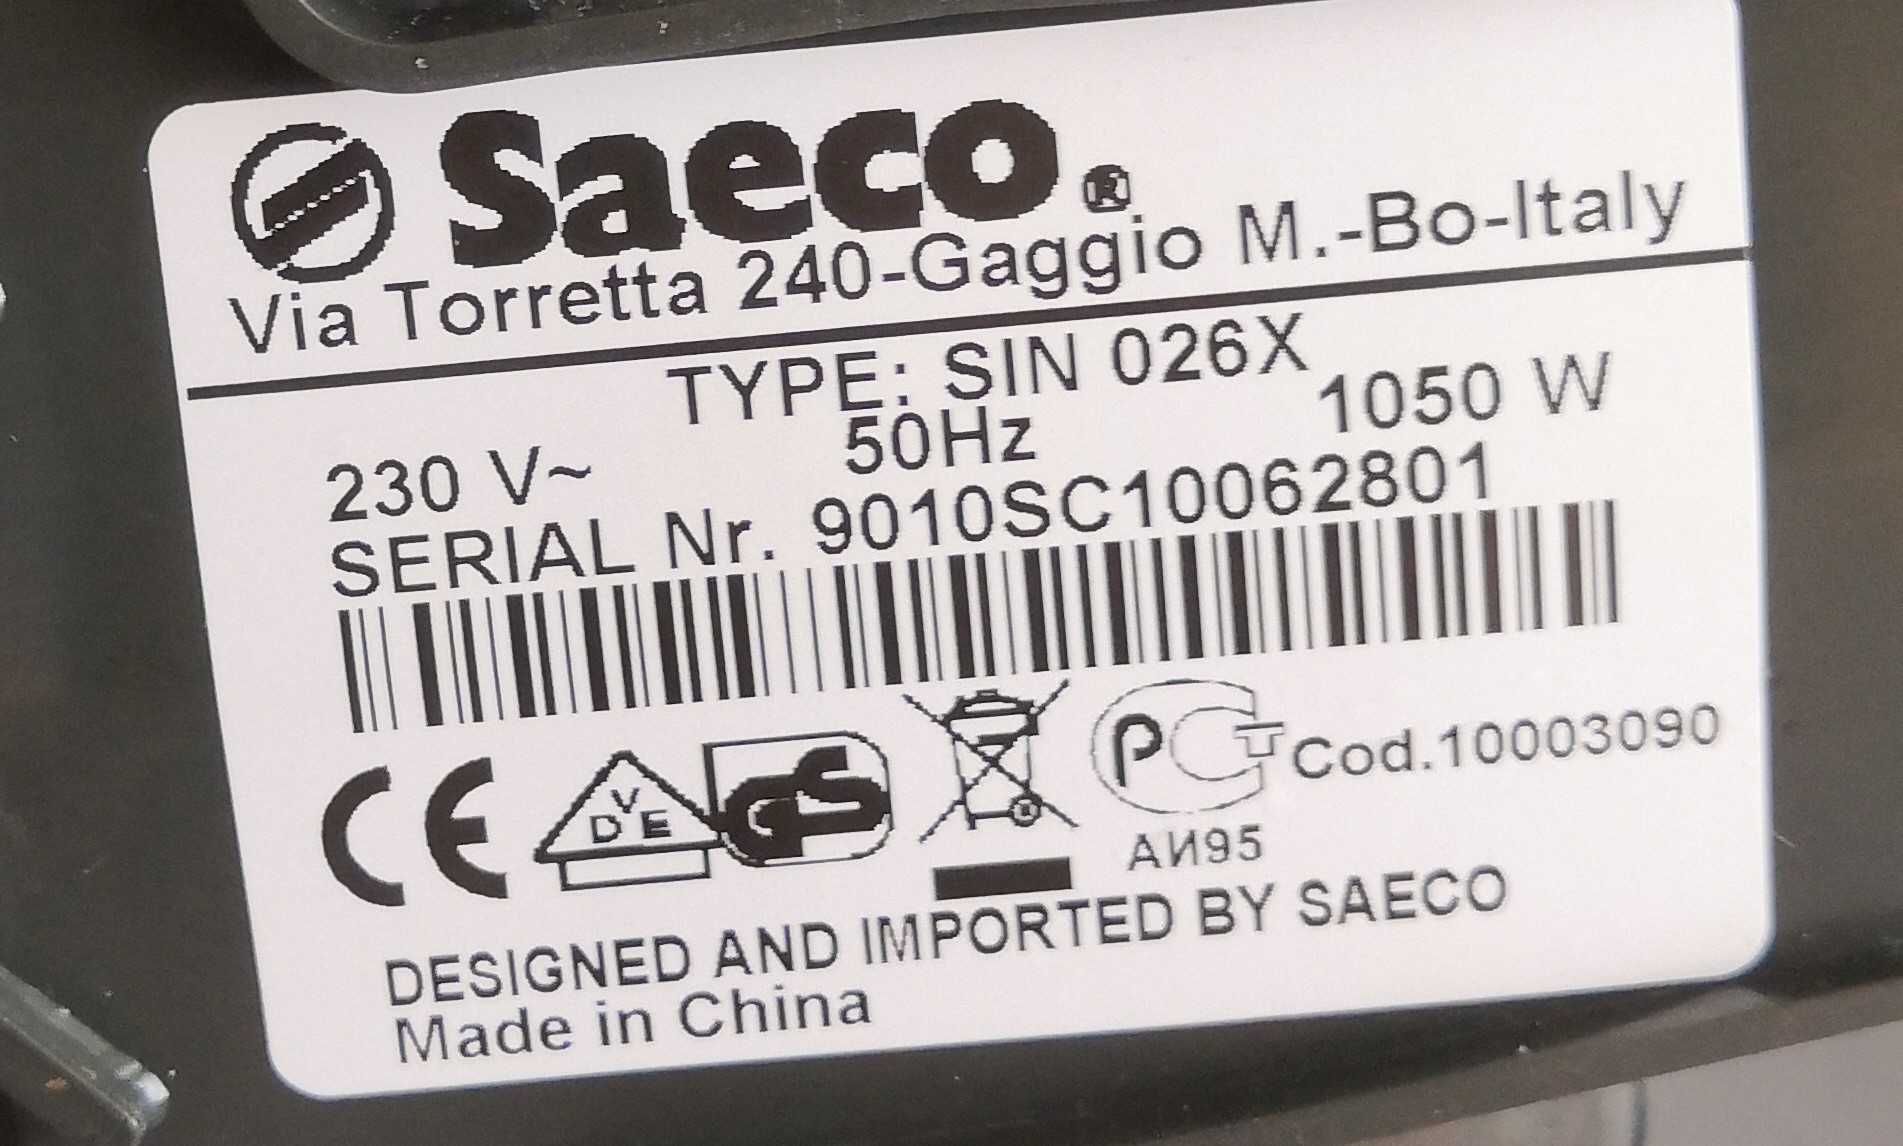 Saeco®
Via Torretta 240-Gaggio M.-Bo-Italy
TYPE: SIN 026X
230 V~ 50Hz 1050 W
SERIAL Nr. 9010SC10062801
CE VDE GS PCT Cod.10003090
АИ95
DESIGNED AND IMPORTED BY SAECO
Made in China